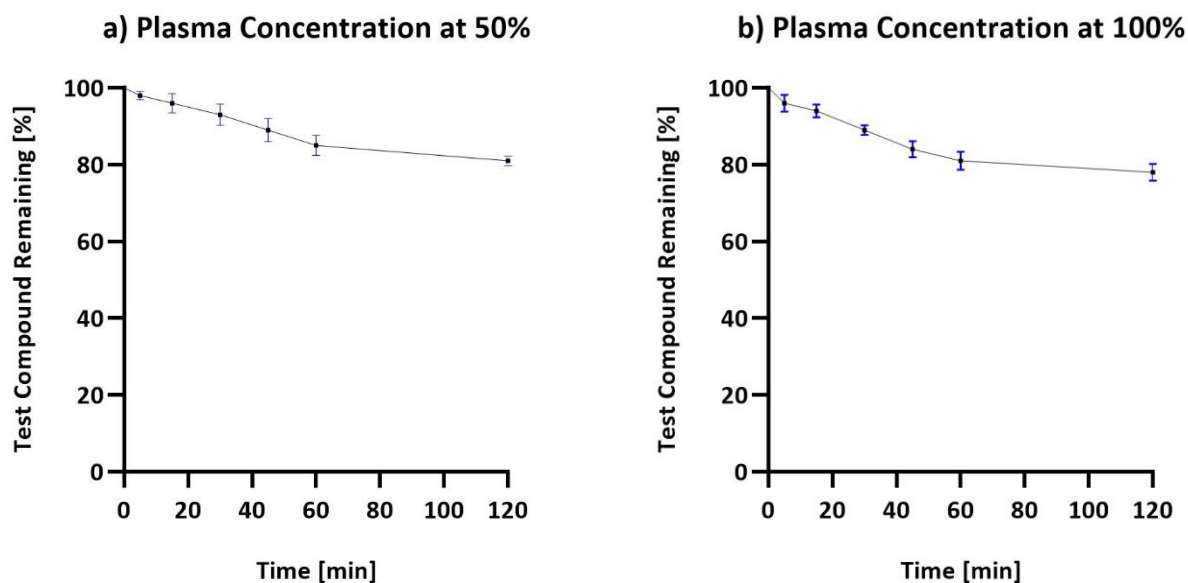 a) Plasma Concentration at 50%
Test Compound Remaining [%]
100
80
60
40
20
0
0 20 40 60 80 100 120
Time [min]
b) Plasma Concentration at 100%
Test Compound Remaining [%]
100
80
60
40
20
0
0 20 40 60 80 100 120
Time [min]